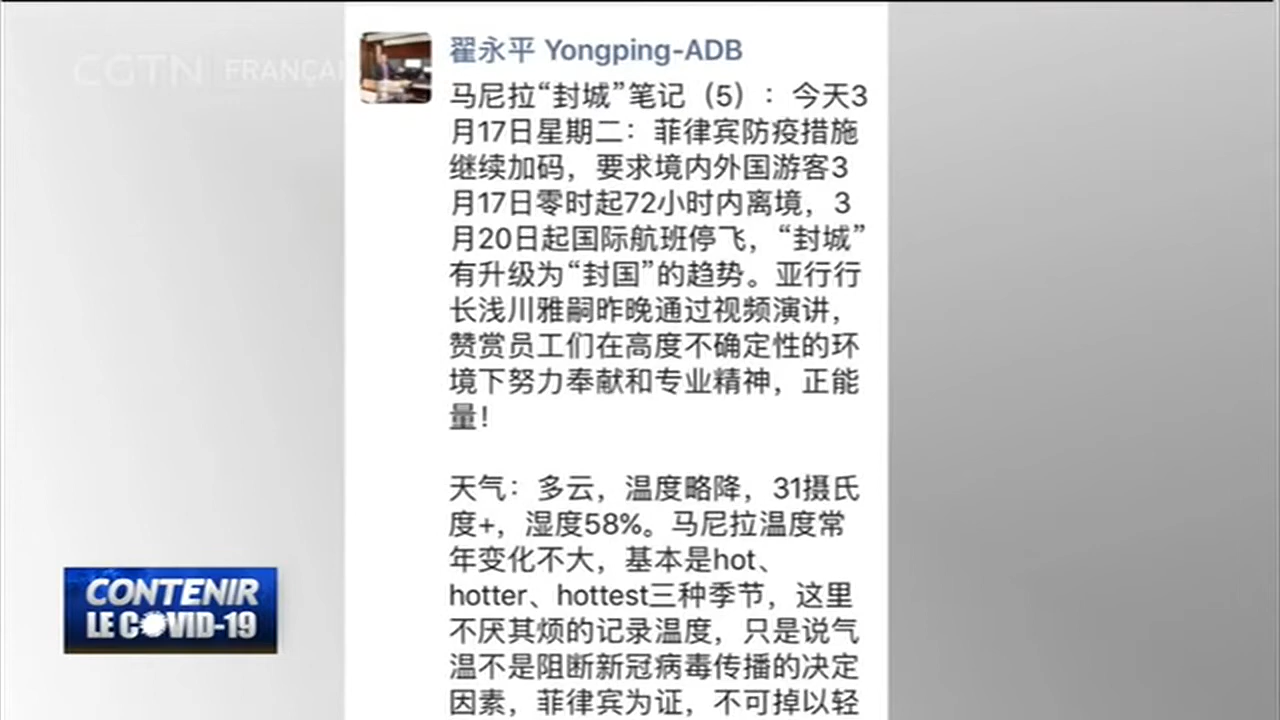 CGTN FRANÇAI
翟永平 Yongping-ADB
马尼拉“封城”笔记（5）：今天3
月17日星期二：菲律宾防疫措施
继续加码，要求境内外国游客3
月17日零时起72小时内离境，3
月20日起国际航班停飞，“封城”
有升级为“封国”的趋势。亚行行
长浅川雅嗣昨晚通过视频演讲，
赞赏员工们在高度不确定性的环
境下努力奉献和专业精神，正能
量！
天气：多云，温度略降，31摄氏
度+，湿度58%。马尼拉温度常
年变化不大，基本是hot、
hotter、hottest三种季节，这里
不厌其烦的记录温度，只是说气
温不是阻断新冠病毒传播的决定
因素，菲律宾为证，不可掉以轻
CONTENIR
LE COVID-19